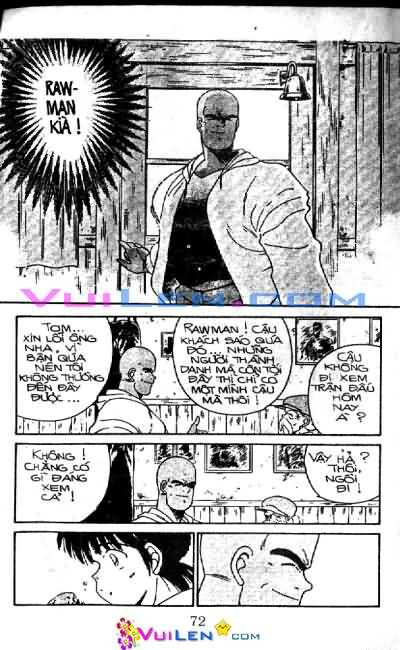 RAW-
MAN
KÌA !
VUILEN.COM
RAWMAN ! CẬU
KHÁCH SÁO QUÁ
ĐÓ... NHƯNG
NGƯỜI THÀNH
DANH MÀ CÒN TỚI
ĐÂY THÌ CHỈ CÓ
MỘT MÌNH CẬU
MÀ THÔI !
TOM...
XIN LỖI ÔNG
NHA, VÌ
BẬN QUÁ
NÊN TÔI
KHÔNG THƯỜNG
ĐẾN ĐÂY
ĐƯỢC ...
CẬU
KHÔNG
ĐI XEM
TRẬN ĐẤU
HÔM
NAY
À ?
KHÔNG !
CHẲNG CÓ
GÌ ĐÁNG
XEM
CẢ !
VẬY HẢ ?
THÔI,
NGỒI
ĐI !
72
VUILEN.COM